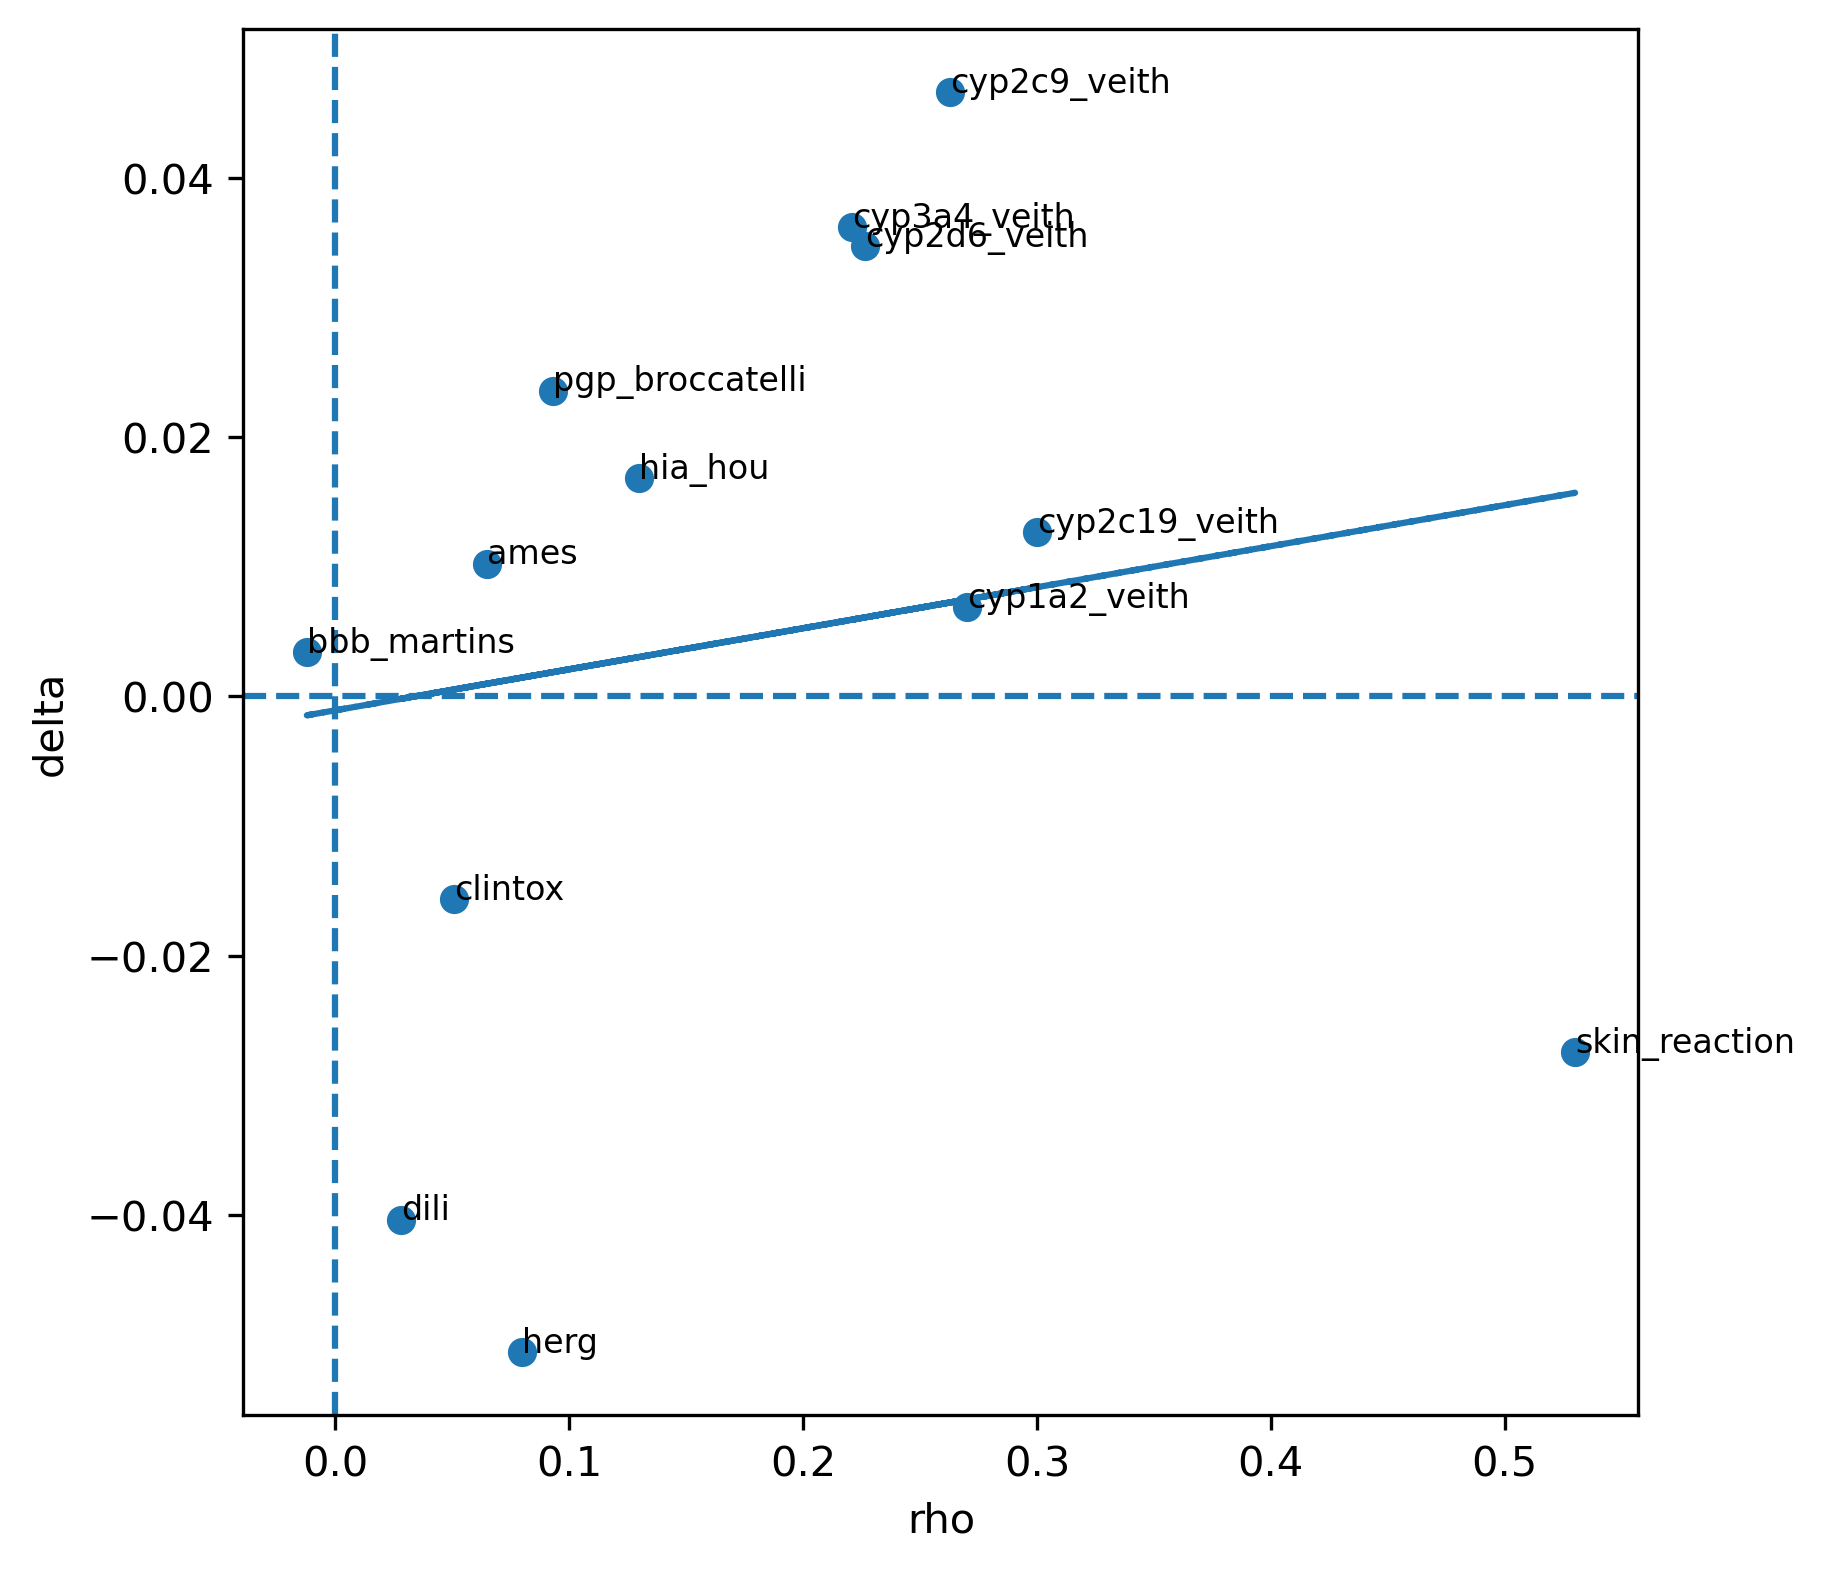 cyp2c9_veith
0.04
cyp3a4_veith
cyp2d6_veith
pgp_broccatelli
0.02
hia_hou
cyp2c19_veith
ames
cyp1a2_veith
bbb_martins
0.00
delta
clintox
−0.02
skin_reaction
dili
−0.04
herg
0.0 0.1 0.2 0.3 0.4 0.5
rho